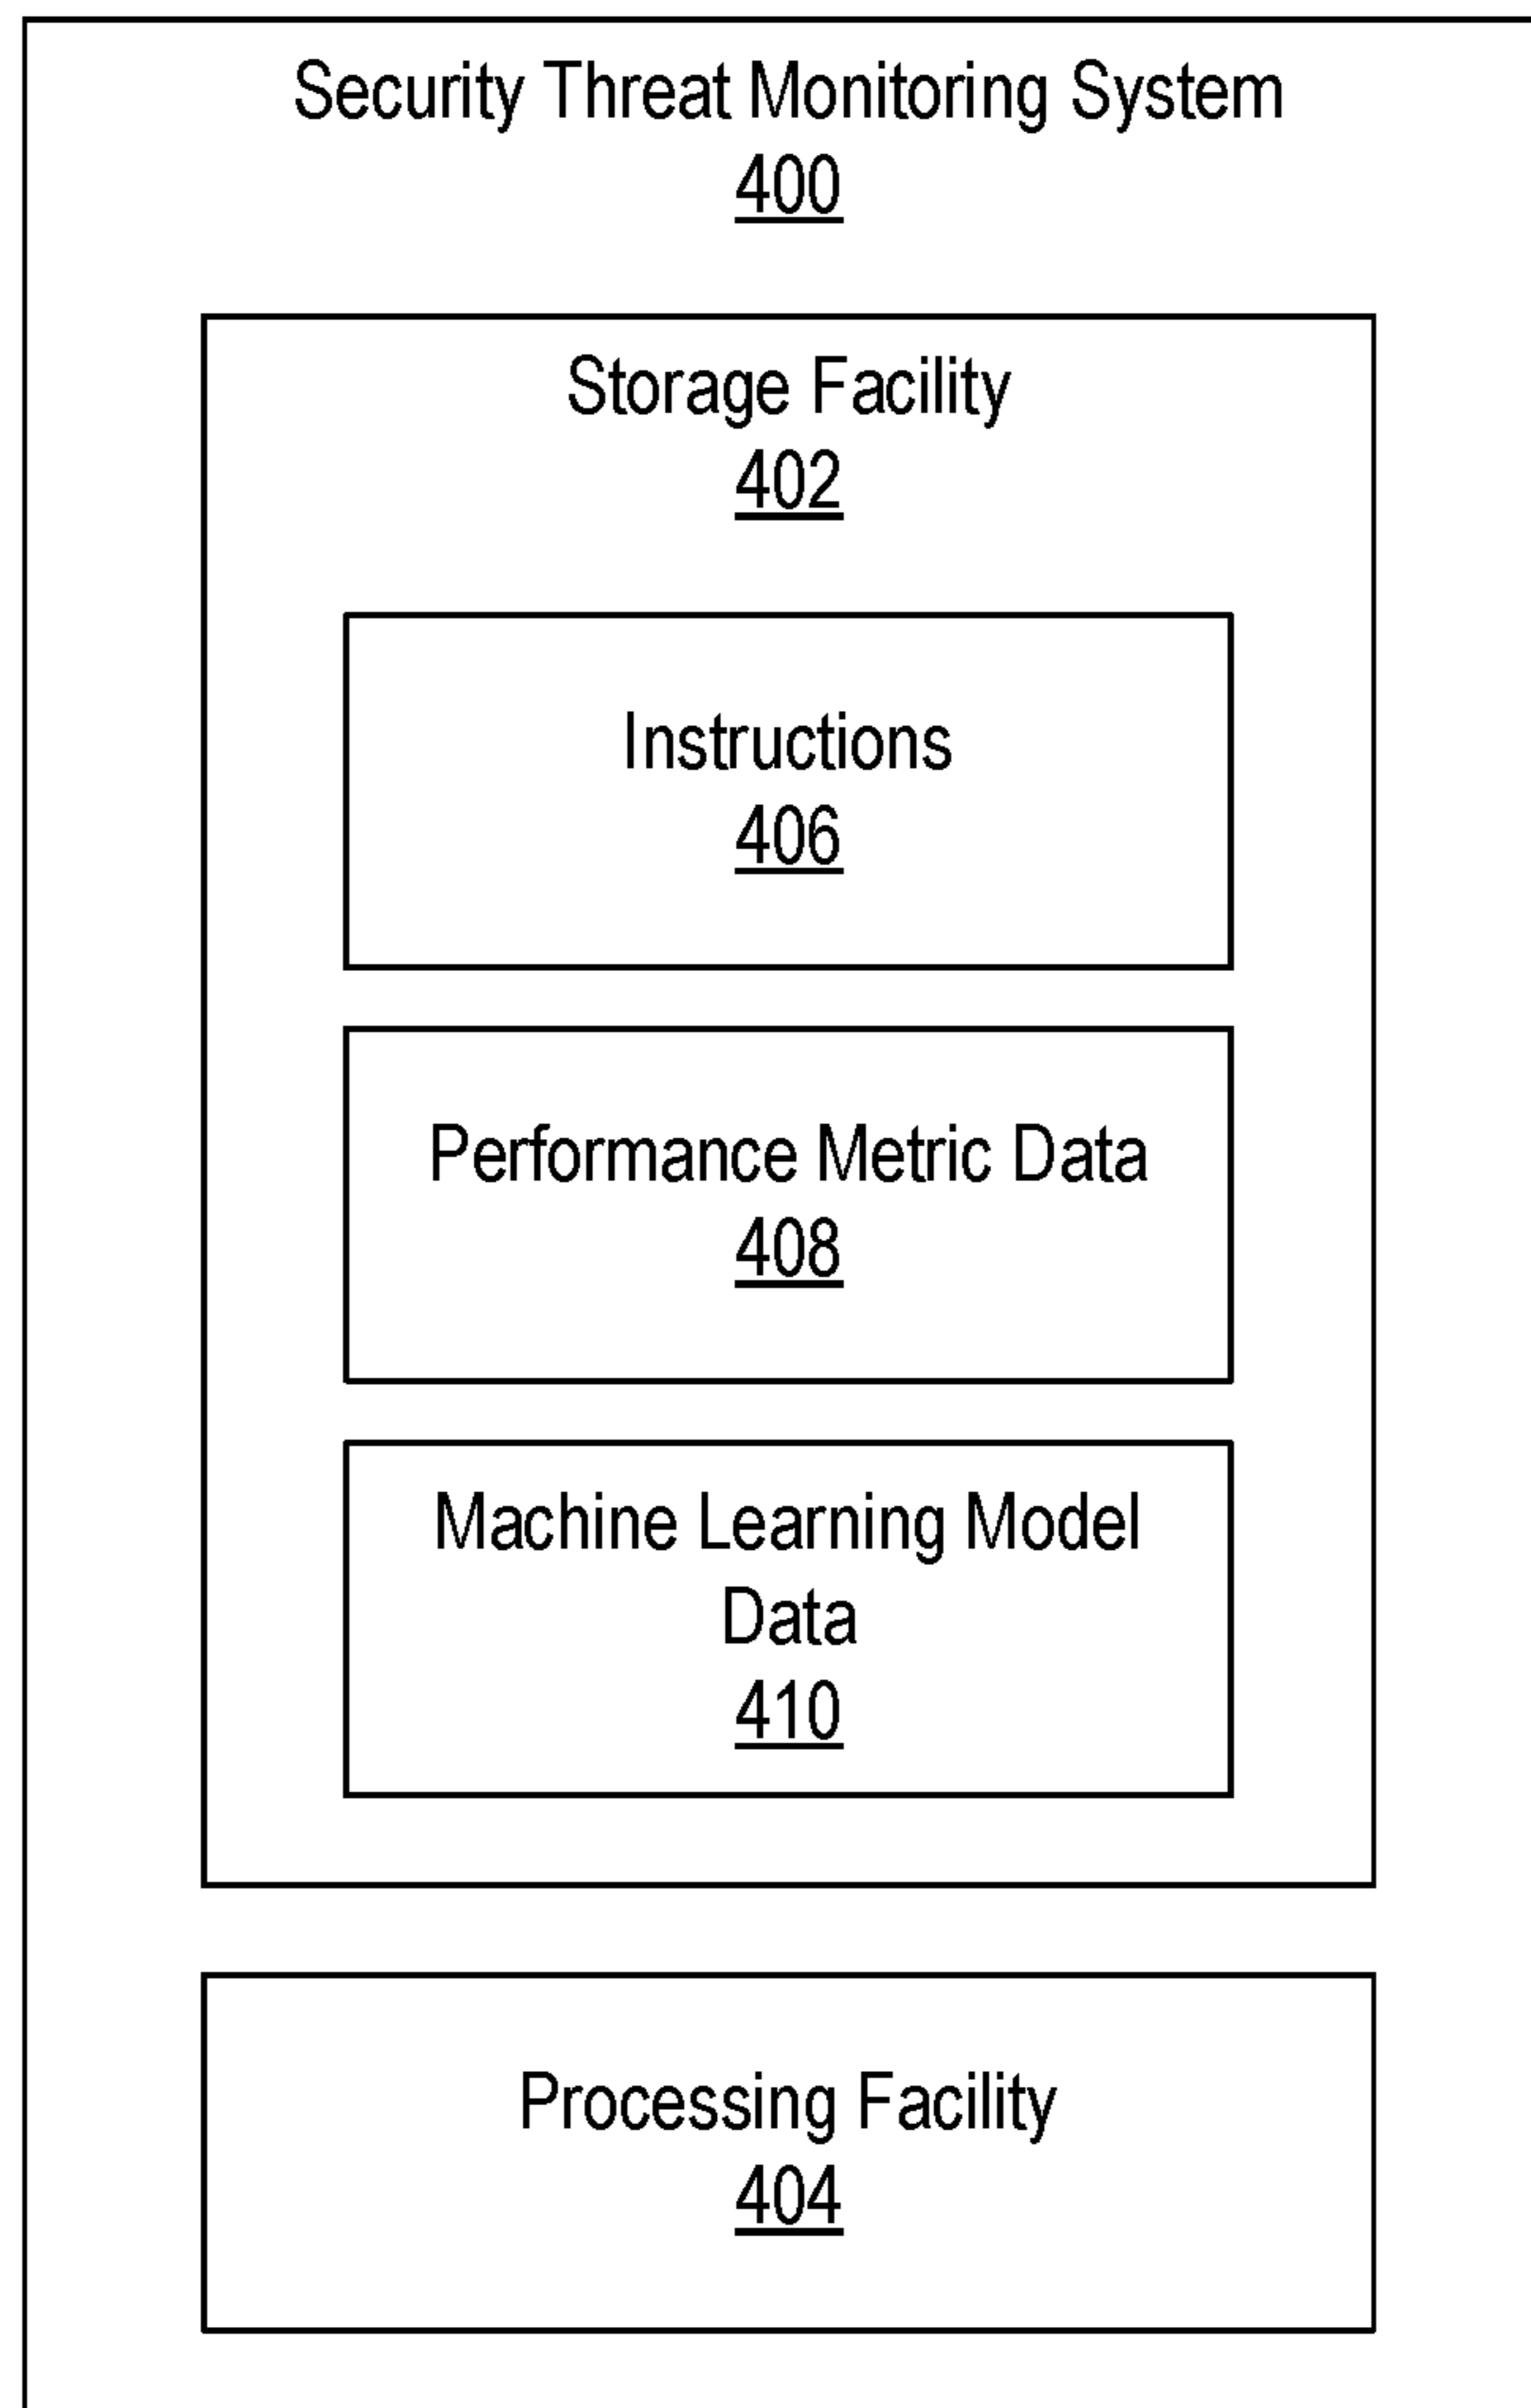 Security Threat Monitoring System
400
Storage Facility
402
Instructions
406
Performance Metric Data
408
Machine Learning Model
Data
410
Processing Facility
404